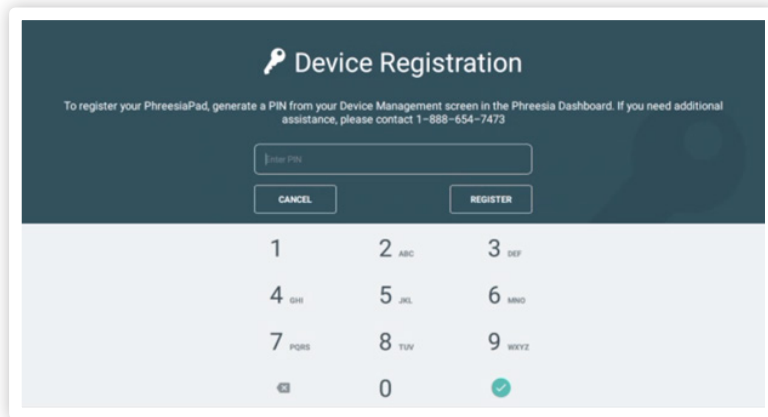 Device Registration
To register your PhreesiaPad, generate a PIN from your Device Management screen in the Phreesia Dashboard. If you need additional
assistance, please contact 1-888-654-7473
Enter PIN
CANCEL
REGISTER
1
2 ABC
3 DEF
4 GHI
5 JKL
6 MNO
7 PQRS
8 TUV
9 WXYZ
0